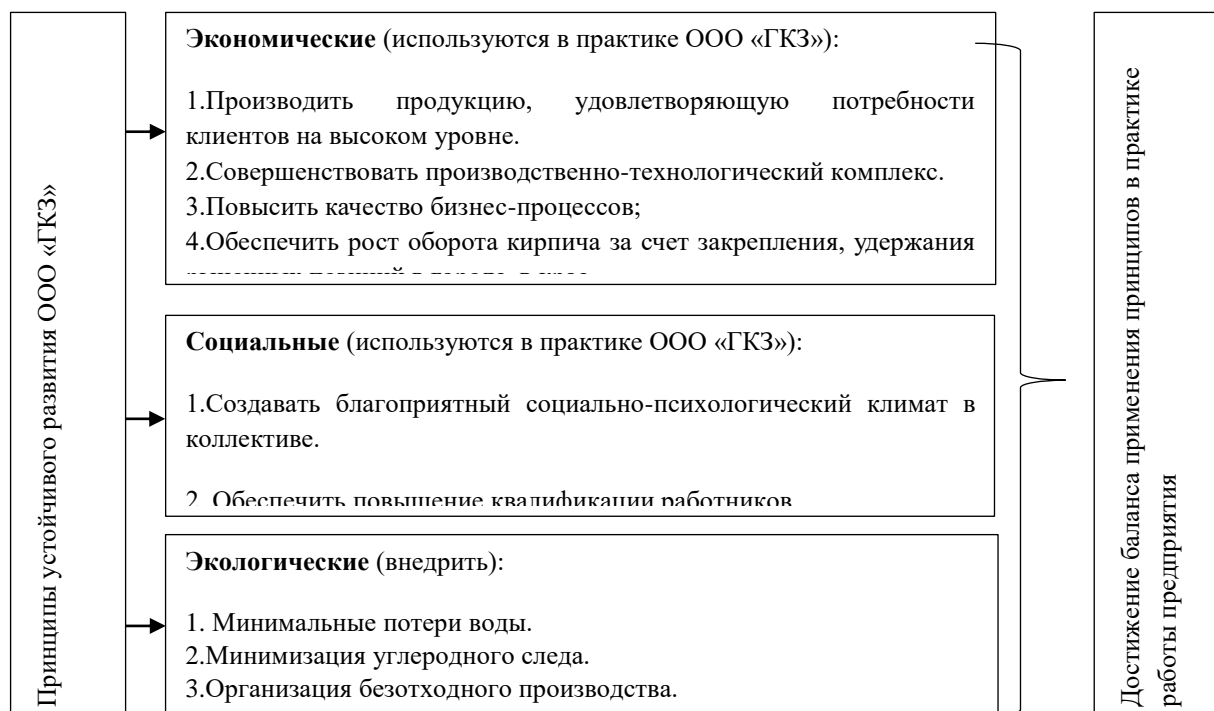 Принципы устойчивого развития ООО «ГКЗ»
Экономические (используются в практике ООО «ГКЗ»):
1.Производить продукцию, удовлетворяющую потребности
клиентов на высоком уровне.
2.Совершенствовать производственно-технологический комплекс.
3.Повысить качество бизнес-процессов;
4.Обеспечить рост оборота кирпича за счет закрепления, удержания
Социальные (используются в практике ООО «ГКЗ»):
1.Создавать благоприятный социально-психологический климат в
коллективе.
2. Обеспечить повышение квалификации работников
Экологические (внедрить):
1. Минимальные потери воды.
2.Минимизация углеродного следа.
3.Организация безотходного производства.
Достижение баланса применения принципов в практике
работы предприятия